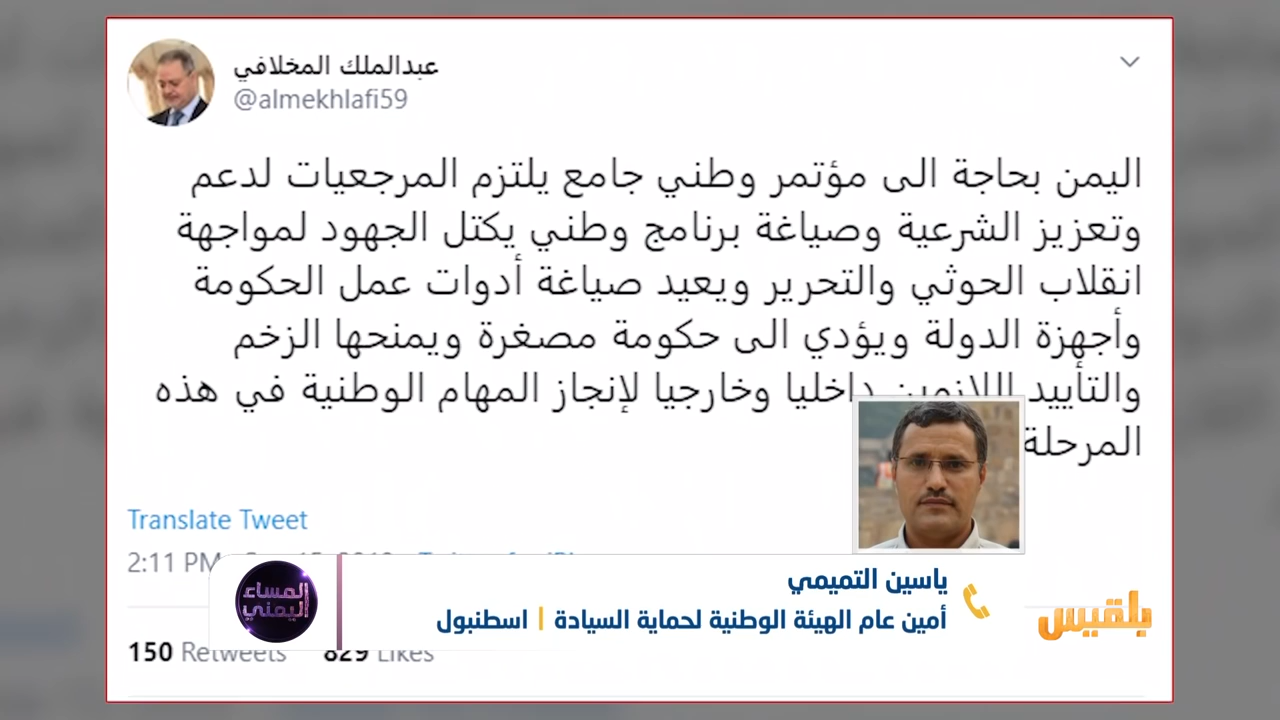 عبدالملك المخلافي
@almekhlafi59
اليمن بحاجة الى مؤتمر وطني جامع يلتزم المرجعيات لدعم
وتعزيز الشرعية وصياغة برنامج وطني يكتل الجهود لمواجهة
انقلاب الحوثي والتحرير ويعيد صياغة أدوات عمل الحكومة
وأجهزة الدولة ويؤدي الى حكومة مصغرة ويمنحها الزخم
والتأييد اللازمين داخليا وخارجيا لإنجاز المهام الوطنية في هذه
المرحلة
Translate Tweet
2:11 PM
ياسين التميمي
أمين عام الهيئة الوطنية لحماية السيادة | اسطنبول
المساء
اليمني
بلقيس
150 Retweets 829 Likes